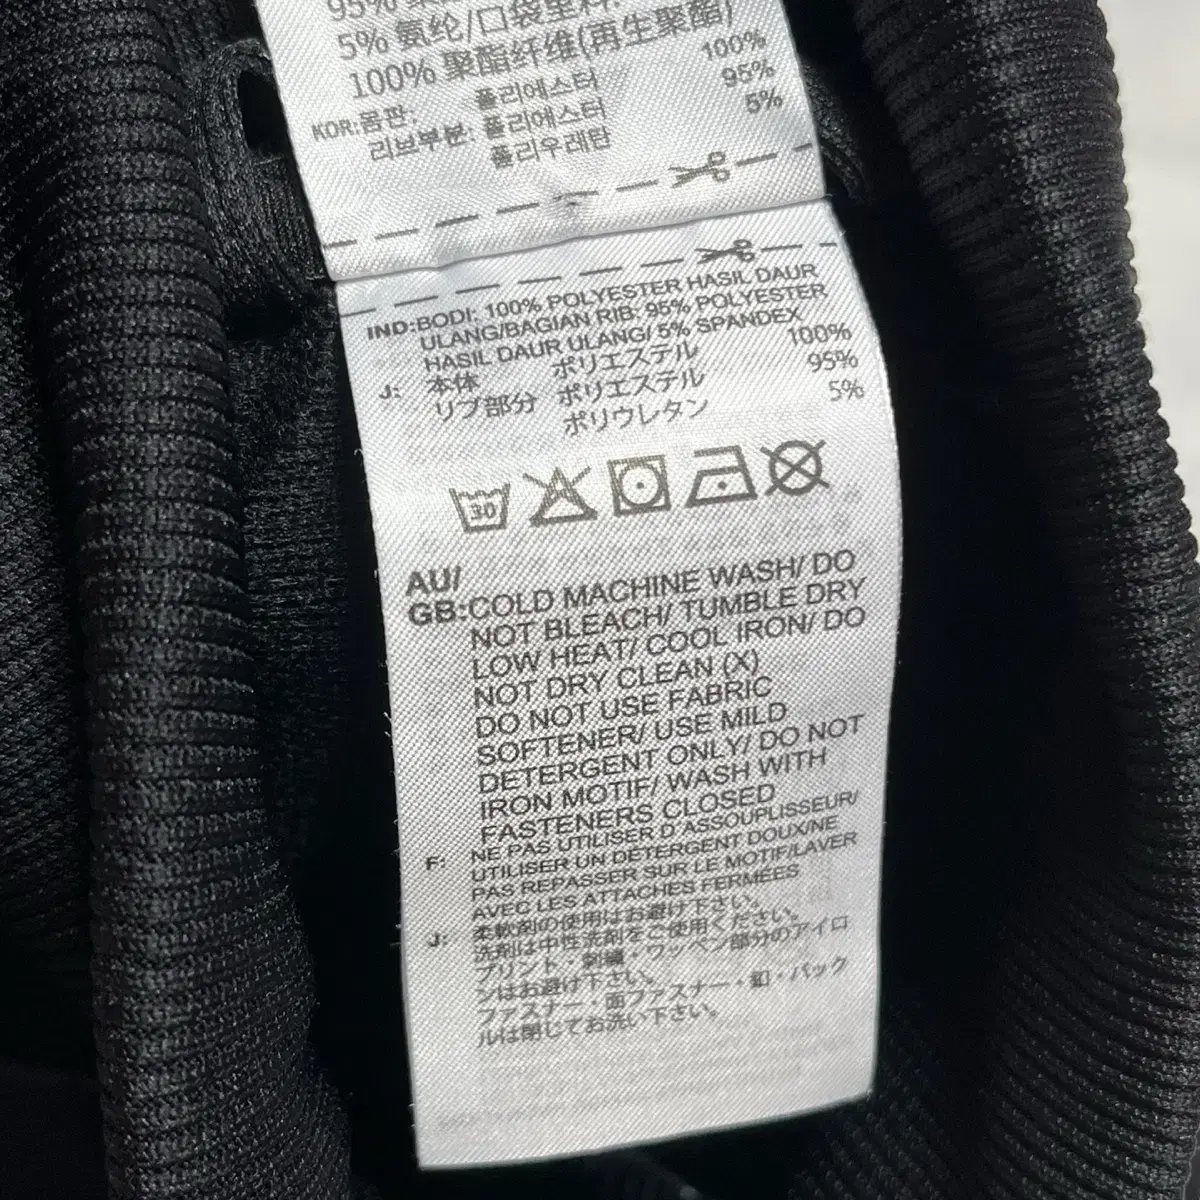 95%
5% 氨纶/口袋里料:
100% 聚酯纤维(再生聚酯)
KOR:몸판: 폴리에스터 100%
리브부분: 폴리에스터 95%
폴리우레탄 5%
IND:BODI: 100% POLYESTER HASIL DAUR
ULANG/BAGIAN RIB: 95% POLYESTER
HASIL DAUR ULANG/ 5% SPANDEX
J: 本体 ポリエステル 100%
リブ部分 ポリエステル 95%
ポリウレタン 5%
30
AU/
GB:COLD MACHINE WASH/ DO
NOT BLEACH/ TUMBLE DRY
LOW HEAT/ COOL IRON/ DO
NOT DRY CLEAN (X)
DO NOT USE FABRIC
SOFTENER/ USE MILD
DETERGENT ONLY/ DO NOT
IRON MOTIF/ WASH WITH
FASTENERS CLOSED
F: NE PAS UTILISER D'ASSOUPLISSEUR/
UTILISER UN DÉTERGENT DOUX/NE
PAS REPASSER SUR LE MOTIF/LAVER
AVEC LES ATTACHES FERMÉES
J: 柔軟剤の使用はお避け下さい。
洗剤は中性洗剤をご使用ください。
プリント・刺繍・ワッペン部分のアイロ
ンはお避け下さい。
ファスナー・面ファスナー・釦・バック
ルは閉じてお洗い下さい。